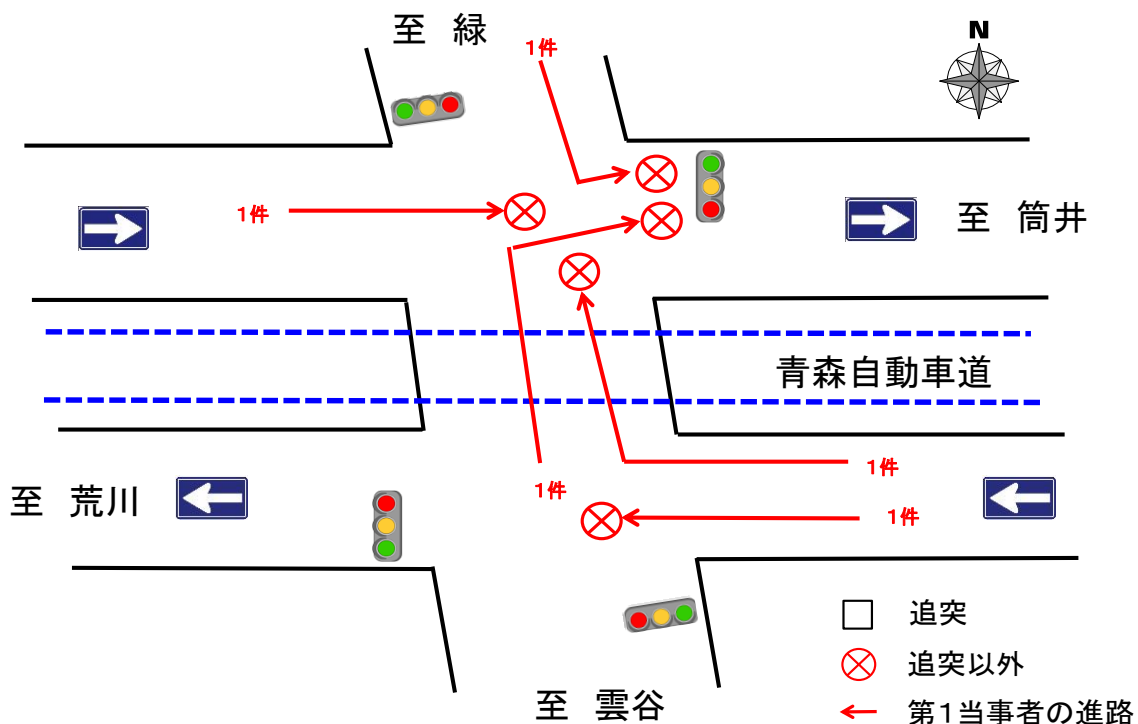 至 緑
1件
N
1件
至 筒井
青森自動車道
1件
1件
至 荒川
1件
追突
追突以外
至 雲谷
第1当事者の進路